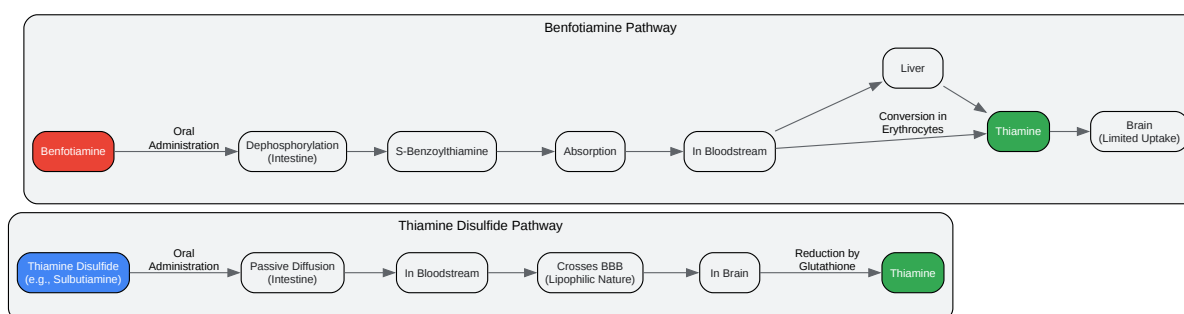 Benfotiamine Pathway
Liver
Oral
Administration
Conversion in
Erythrocytes
Benfotiamine
Dephosphorylation
(Intestine)
S-Benzoylthiamine
Absorption
In Bloodstream
Thiamine
Brain
(Limited Uptake)
Thiamine Disulfide Pathway
Oral
Administration
Reduction by
Glutathione
Thiamine Disulfide
(e.g., Sulbutiamine)
Passive Diffusion
(Intestine)
In Bloodstream
Crosses BBB
(Lipophilic Nature)
In Brain
Thiamine